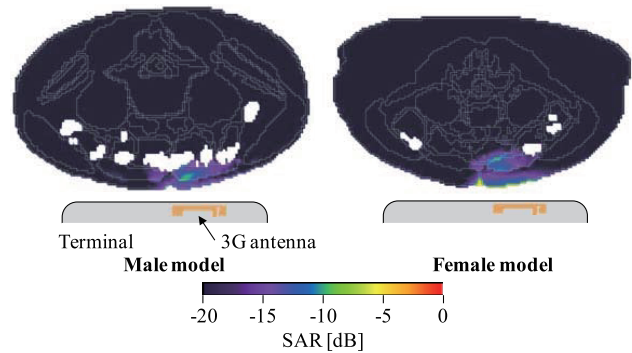 Terminal
3G antenna
Male model
Female model
-20 -15 -10 -5 0
SAR [dB]